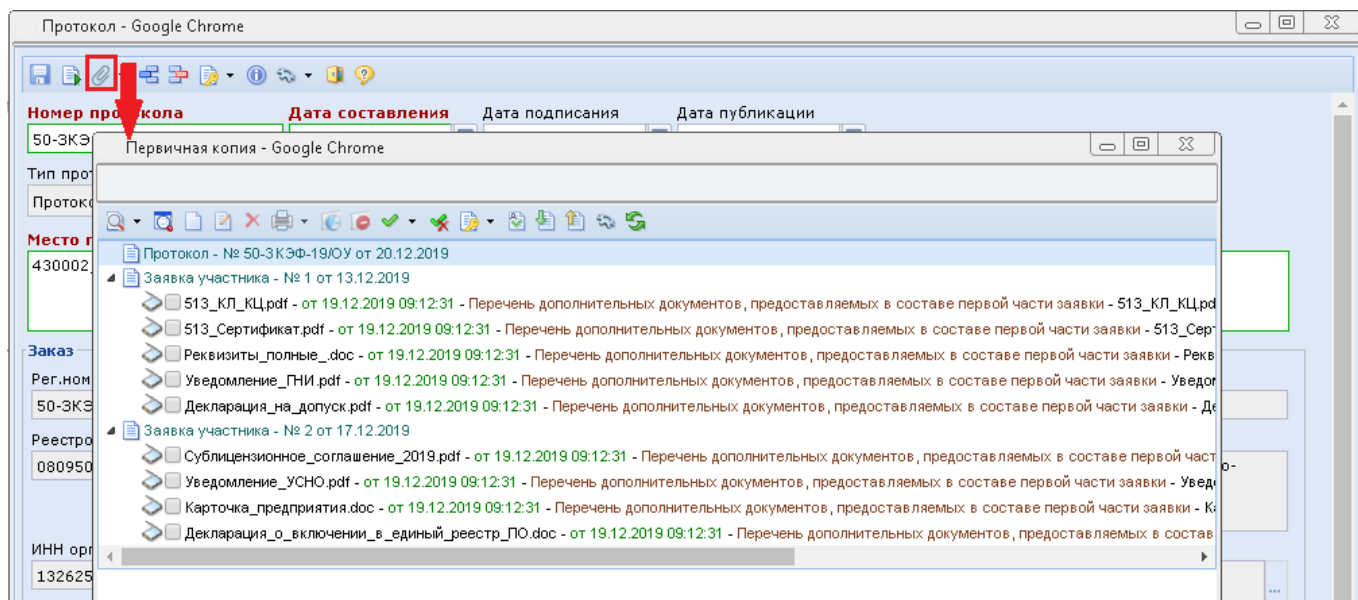 Протокол - Google Chrome
Номер протокола Дата составления Дата подписания Дата публикации
50-ЗКЭ
Первичная копия - Google Chrome
Тип про
Проток
Место
430002,
Протокол - № 50-ЗКЭФ-19/ОУ от 20.12.2019
Заявка участника - № 1 от 13.12.2019
513_КЛ_КЦ.pdf - от 19.12.2019 09:12:31 - Перечень дополнительных документов, предоставляемых в составе первой части заявки - 513_КЛ_КЦ.pd
513_Сертификат.pdf - от 19.12.2019 09:12:31 - Перечень дополнительных документов, предоставляемых в составе первой части заявки - 513_Серт
Заказ
Реквизиты_полные_.doc - от 19.12.2019 09:12:31 - Перечень дополнительных документов, предоставляемых в составе первой части заявки - Рекв
Рег.ном
Уведомление_ГНИ.pdf - от 19.12.2019 09:12:31 - Перечень дополнительных документов, предоставляемых в составе первой части заявки - Уведом
50-ЗКЭ
Декларация_на_допуск.pdf - от 19.12.2019 09:12:31 - Перечень дополнительных документов, предоставляемых в составе первой части заявки - Де
Заявка участника - № 2 от 17.12.2019
Реестро
080950
Сублицензионное_соглашение_2019.pdf - от 19.12.2019 09:12:31 - Перечень дополнительных документов, предоставляемых в составе первой част
о-
Уведомление_УСНО.pdf - от 19.12.2019 09:12:31 - Перечень дополнительных документов, предоставляемых в составе первой части заявки - Увед
Карточка_предприятия.doc - от 19.12.2019 09:12:31 - Перечень дополнительных документов, предоставляемых в составе первой части заявки - Ка
Декларация_о_включении_в_единый_реестр_ПО.doc - от 19.12.2019 09:12:31 - Перечень дополнительных документов, предоставляемых в состав
ИНН орг
132625
...